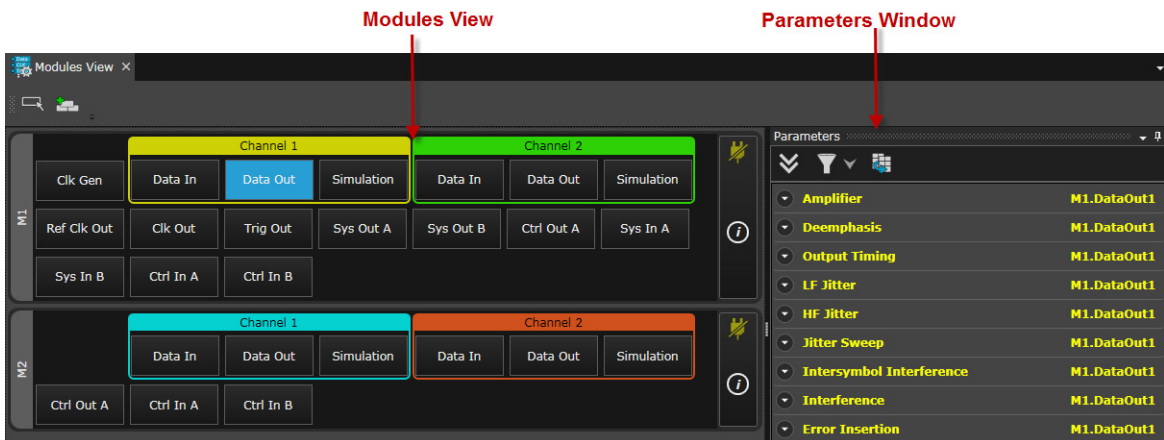 Modules View Parameters Window
Modules View ×
Parameters
Channel 1 Channel 2
Clk Gen Data In Data Out Simulation Data In Data Out Simulation
M1
Ref Clk Out Clk Out Trig Out Sys Out A Sys Out B Ctrl Out A Sys In A
Sys In B Ctrl In A Ctrl In B
Channel 1 Channel 2
Data In Data Out Simulation Data In Data Out Simulation
M2
Ctrl Out A Ctrl In A Ctrl In B
Amplifier M1.DataOut1
Deemphasis M1.DataOut1
Output Timing M1.DataOut1
LF Jitter M1.DataOut1
HF Jitter M1.DataOut1
Jitter Sweep M1.DataOut1
Intersymbol Interference M1.DataOut1
Interference M1.DataOut1
Error Insertion M1.DataOut1